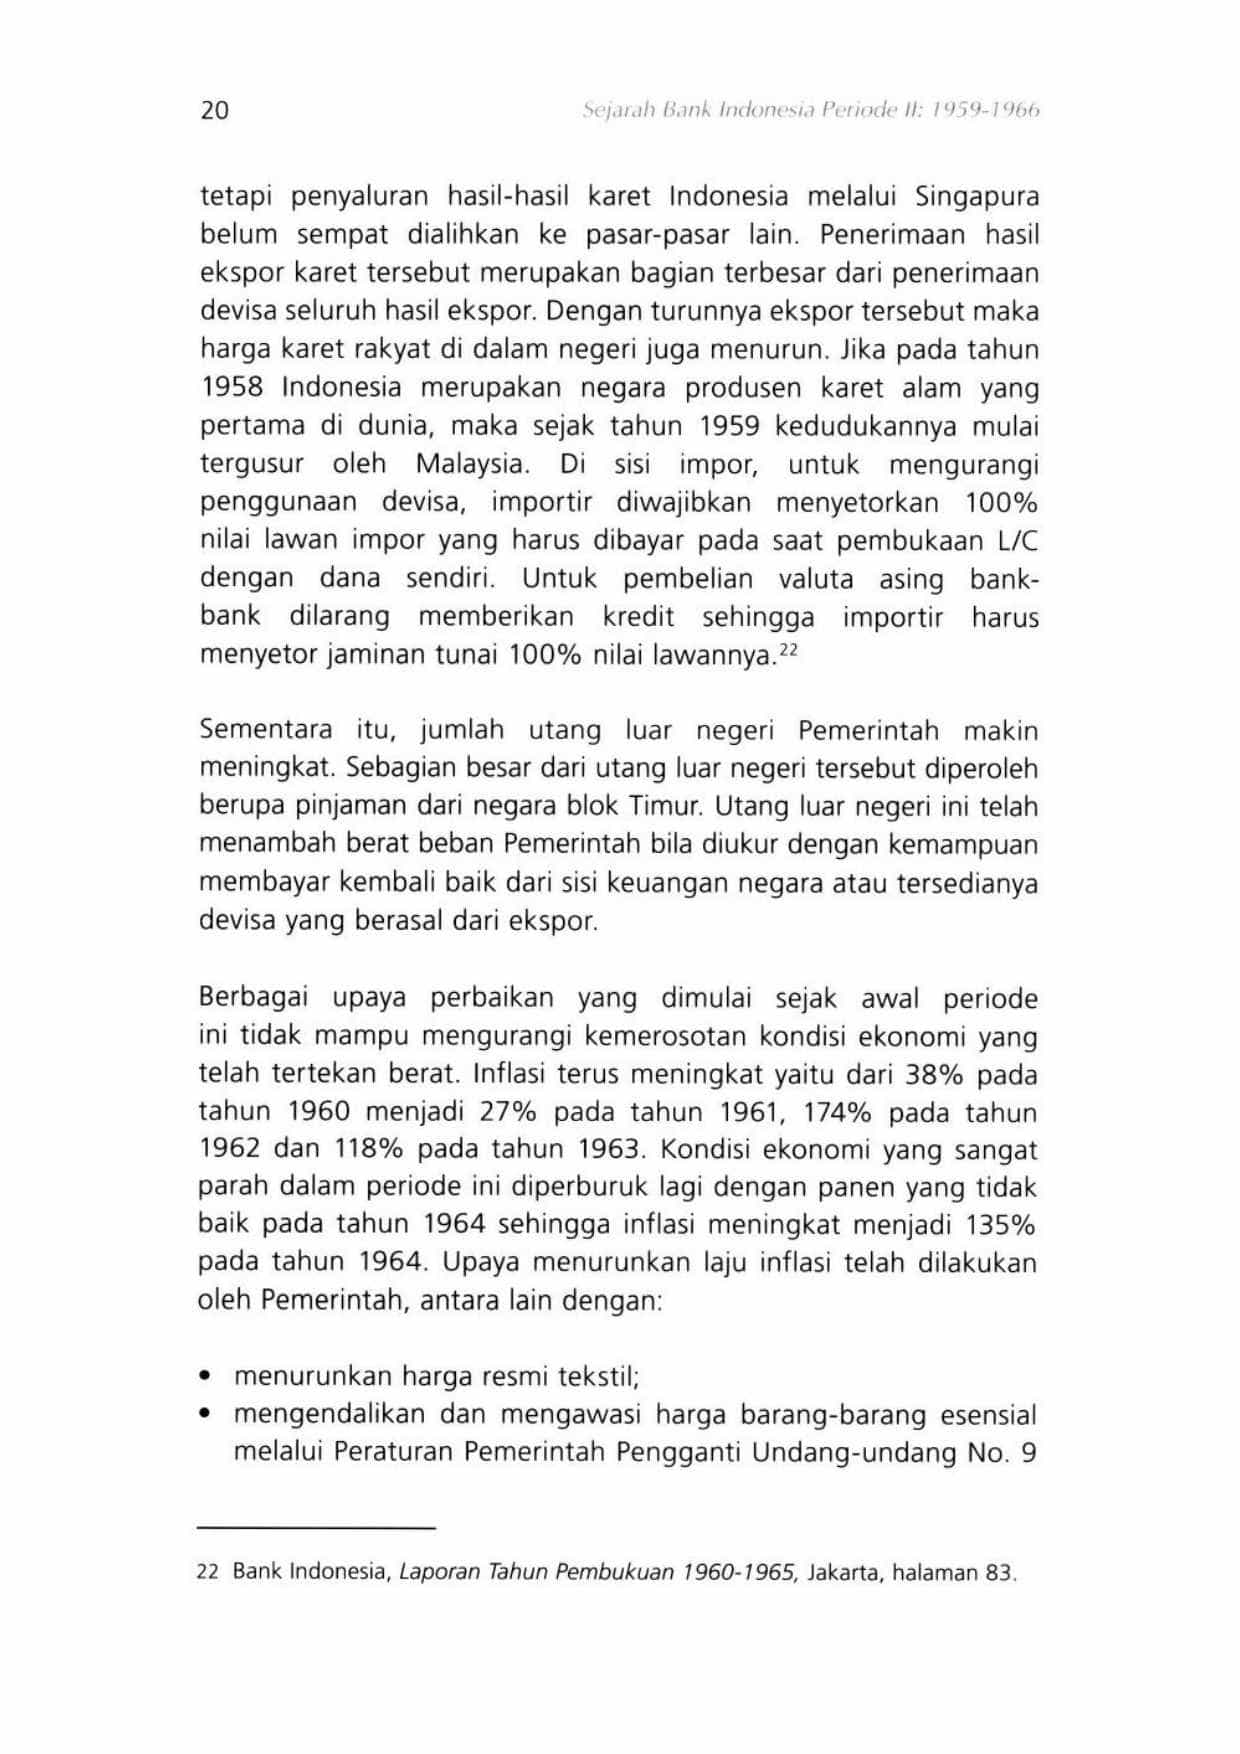 20
Sejarah Bank Indonesia Periode II: 1959-1966
tetapi penyaluran hasil-hasil karet Indonesia melalui Singapura
belum sempat dialihkan ke pasar-pasar lain. Penerimaan hasil
ekspor karet tersebut merupakan bagian terbesar dari penerimaan
devisa seluruh hasil ekspor. Dengan turunnya ekspor tersebut maka
harga karet rakyat di dalam negeri juga menurun. Jika pada tahun
1958 Indonesia merupakan negara produsen karet alam yang
pertama di dunia, maka sejak tahun 1959 kedudukannya mulai
tergusur oleh Malaysia. Di sisi impor, untuk mengurangi
penggunaan devisa, importir diwajibkan menyetorkan 100%
nilai lawan impor yang harus dibayar pada saat pembukaan L/C
dengan dana sendiri. Untuk pembelian valuta asing bank-
bank dilarang memberikan kredit sehingga importir harus
menyetor jaminan tunai 100% nilai lawannya.22
Sementara itu, jumlah utang luar negeri Pemerintah makin
meningkat. Sebagian besar dari utang luar negeri tersebut diperoleh
berupa pinjaman dari negara blok Timur. Utang luar negeri ini telah
menambah berat beban Pemerintah bila diukur dengan kemampuan
membayar kembali baik dari sisi keuangan negara atau tersedianya
devisa yang berasal dari ekspor.
Berbagai upaya perbaikan yang dimulai sejak awal periode
ini tidak mampu mengurangi kemerosotan kondisi ekonomi yang
telah tertekan berat. Inflasi terus meningkat yaitu dari 38% pada
tahun 1960 menjadi 27% pada tahun 1961, 174% pada tahun
1962 dan 118% pada tahun 1963. Kondisi ekonomi yang sangat
parah dalam periode ini diperburuk lagi dengan panen yang tidak
baik pada tahun 1964 sehingga inflasi meningkat menjadi 135%
pada tahun 1964. Upaya menurunkan laju inflasi telah dilakukan
oleh Pemerintah, antara lain dengan:
• menurunkan harga resmi tekstil;
• mengendalikan dan mengawasi harga barang-barang esensial
melalui Peraturan Pemerintah Pengganti Undang-undang No. 9
22 Bank Indonesia, Laporan Tahun Pembukuan 1960-1965, Jakarta, halaman 83.